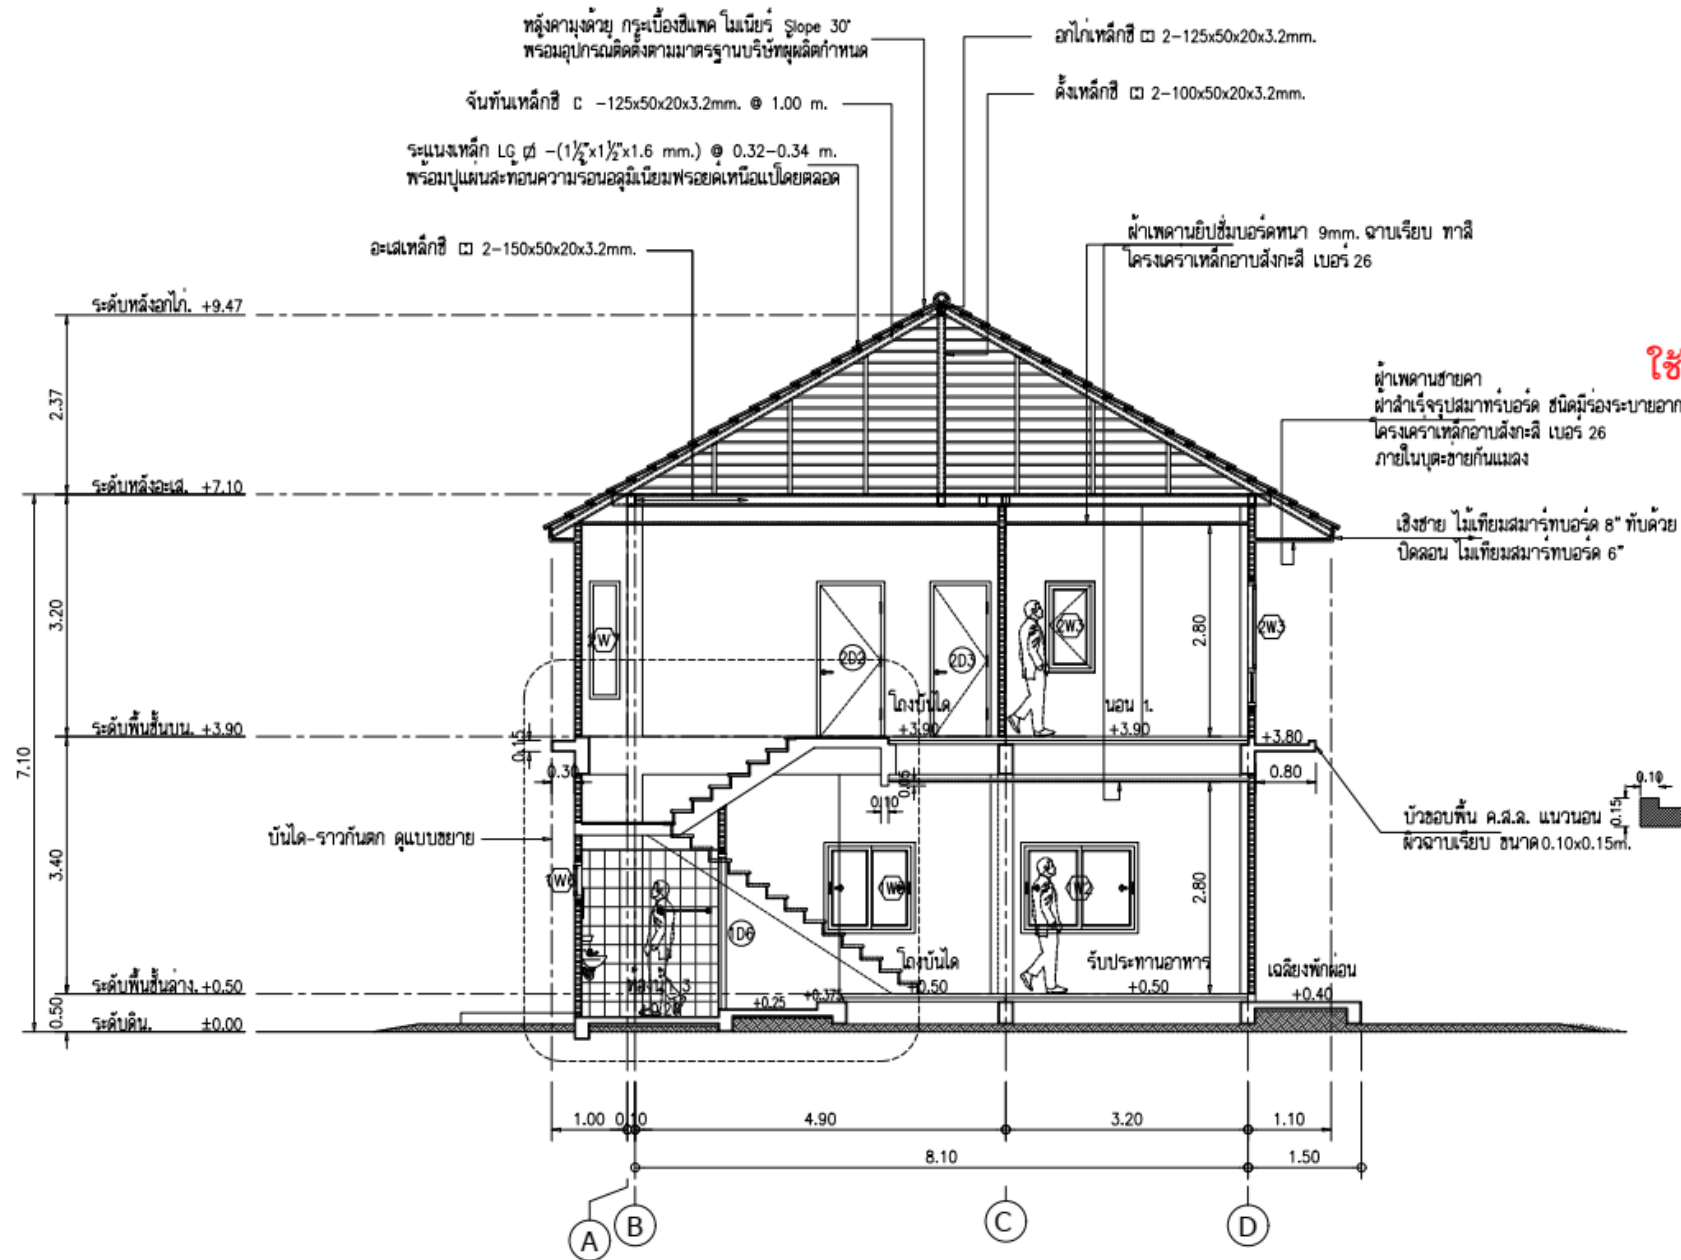 หลังคามุงด้วย กระเบื้องซีแพค โมเนียร์ Slope 30°
พร้อมอุปกรณ์ติดตั้งตามมาตรฐานบริษัทผู้ผลิตกำหนด
อกไก่เหล็กซี 2-125x50x20x3.2mm.
จันทันเหล็กซี -125x50x20x3.2mm. @ 1.00 m.
ดั้งเหล็กซี 2-100x50x20x3.2mm.
ระแนงเหล็ก LG -(1½"x1½"x1.6 mm.) @ 0.32-0.34 m.
พร้อมปูแผ่นสะท้อนความร้อนอลูมิเนียมฟรอยด์เหนือแปโดยตลอด
อะเสเหล็กซี 2-150x50x20x3.2mm.
ฝ้าเพดานยิปซั่มบอร์ดหนา 9mm. ฉาบเรียบ ทาสี
โครงเคราเหล็กอาบสังกะสี เบอร์ 26
ระดับหลังอกไก่. +9.47
2.37
ใช้
ฝ้าเพดานชายคา
ฝ้าสำเร็จรูปสมาทร์บอร์ด ชนิดมีร่องระบายอาก
โครงเคร่าเหล็กอาบสังกะสี เบอร์ 26
ภายในบุตะข่ายกันแมลง
ระดับหลังอะเส. +7.10
เชิงชาย ไม้เทียมสมาร์ทบอร์ด 8" ทับด้วย
ปิดลอน ไม้เทียมสมาร์ทบอร์ด 6"
3.20
7.10
2W7
2D2
2D3
2W3
2.80
2W3
โถงบันได
+3.90
นอน 1.
+3.90
ระดับพื้นชั้นบน. +3.90
0.15
+3.80
0.30
0.05
0.10
0.80
0.10
0.15
บัวขอบพื้น ค.ส.ล. แนวนอน
ผิวฉาบเรียบ ขนาด0.10x0.15m.
บันได-ราวกันตก ดูแบบขยาย
3.40
1W6
1D6
1W6
1W2
2.80
โถงบันได
+0.50
รับประทานอาหาร
+0.50
เฉลียงพักผ่อน
+0.40
ระดับพื้นชั้นล่าง. +0.50
+0.25
+0.375
0.50
ระดับดิน. ±0.00
1.00 0.10 4.90 3.20 1.10
8.10 1.50
A B C D